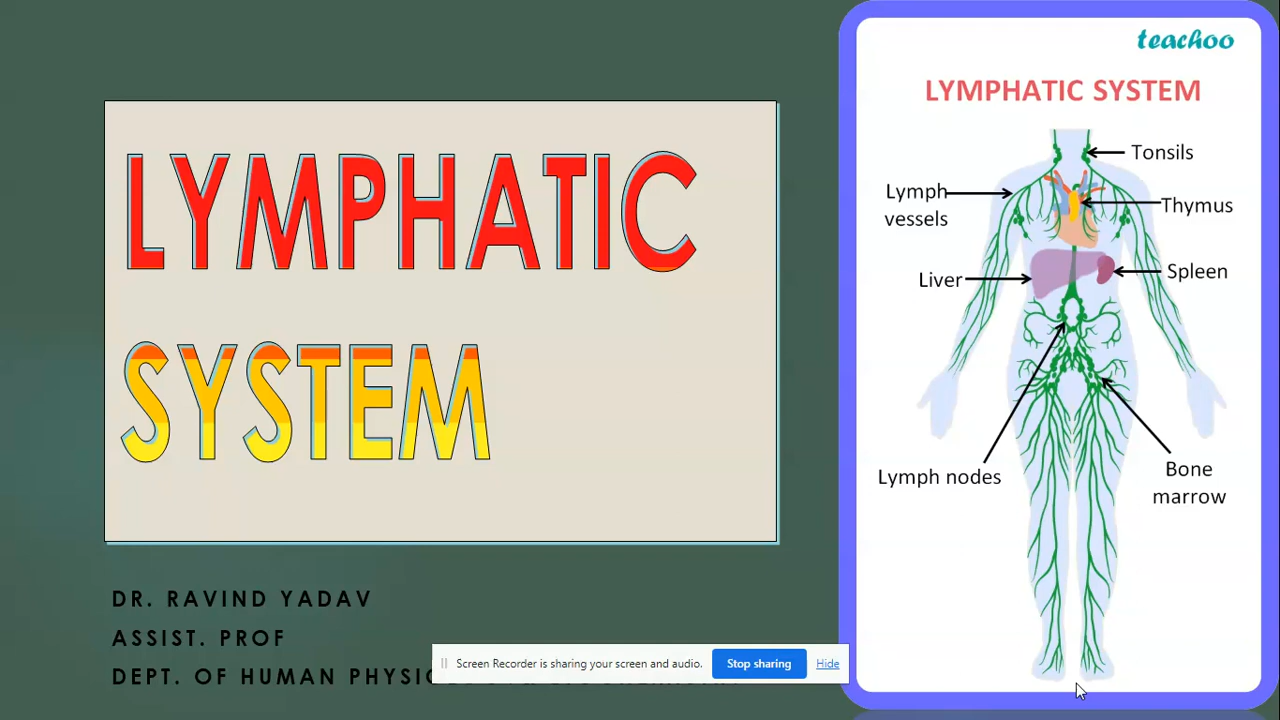 LYMPHATIC
SYSTEM
DR. RAVIND YADAV
ASSIST. PROF
DEPT. OF HUMAN
Screen Recorder is sharing your screen and audio.
Stop sharing
Hide
teachoo
LYMPHATIC SYSTEM
Tonsils
Lymph
vessels
Thymus
Liver
Spleen
Lymph nodes
Bone
marrow